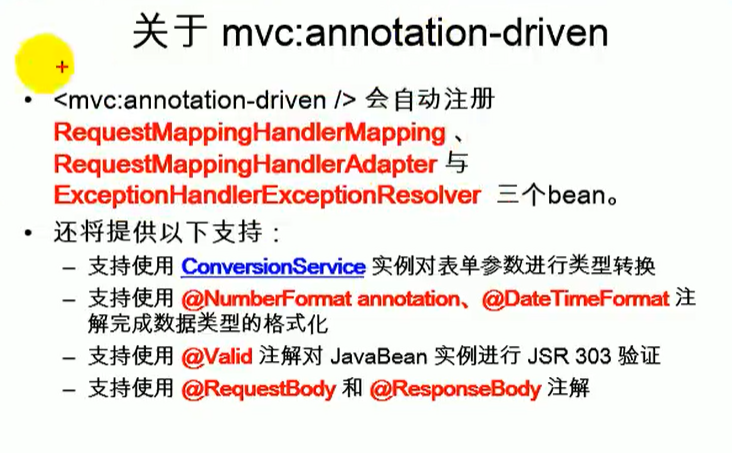 关于 mvc:annotation-driven
• <mvc:annotation-driven /> 会自动注册
RequestMappingHandlerMapping 、
RequestMappingHandlerAdapter 与
ExceptionHandlerExceptionResolver 三个bean。
• 还将提供以下支持：
– 支持使用 ConversionService 实例对表单参数进行类型转换
– 支持使用 @NumberFormat annotation、@DateTimeFormat 注
解完成数据类型的格式化
– 支持使用 @Valid 注解对 JavaBean 实例进行 JSR 303 验证
– 支持使用 @RequestBody 和 @ResponseBody 注解